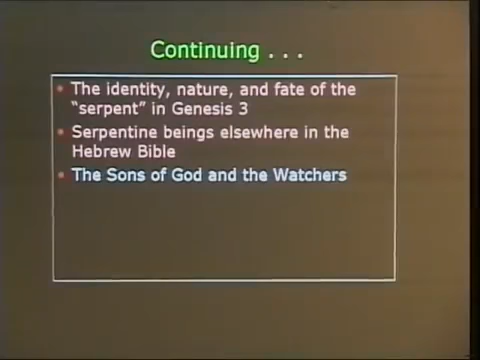 Continuing . . .
• The identity, nature, and fate of the
"serpent" in Genesis 3
• Serpentine beings elsewhere in the
Hebrew Bible
• The Sons of God and the Watchers